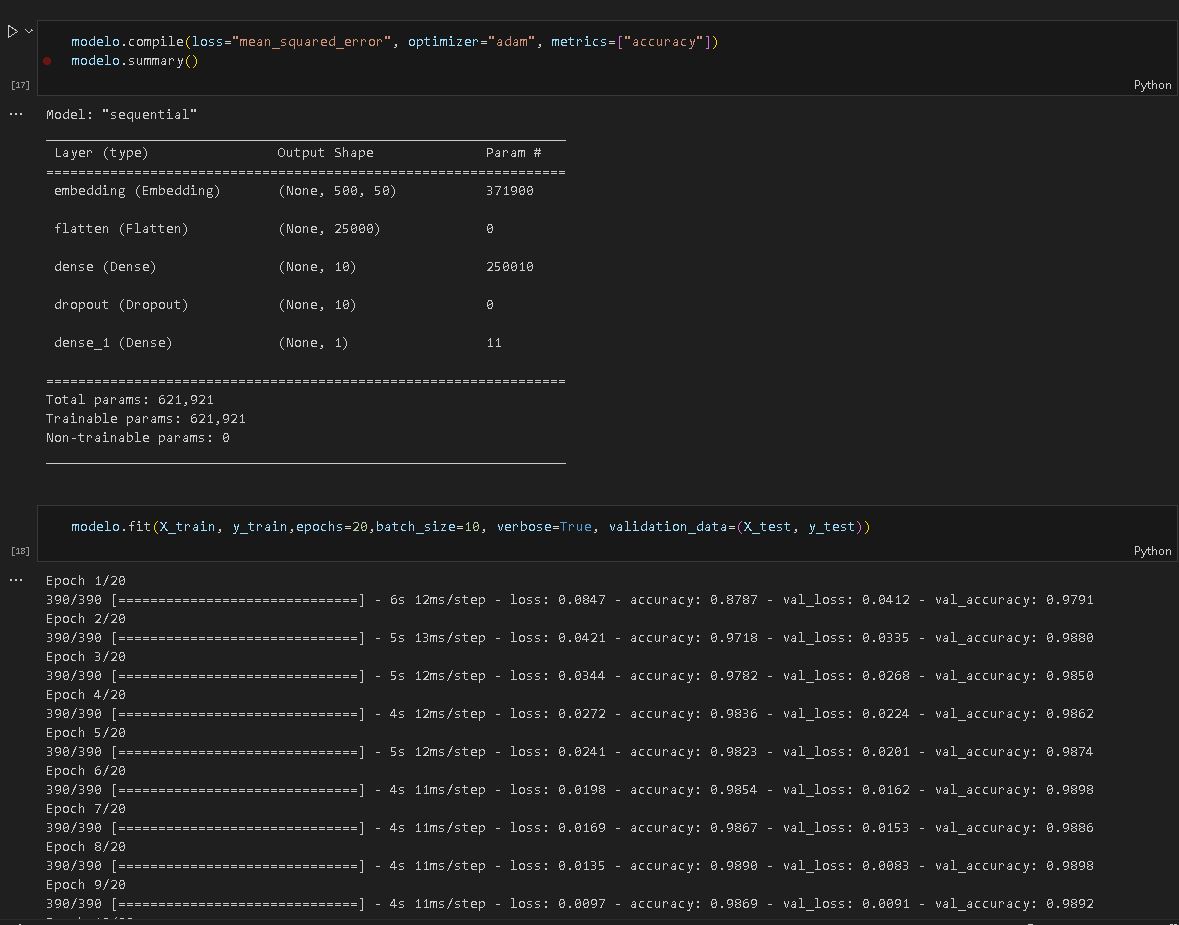 modelo.compile(loss="mean_squared_error", optimizer="adam", metrics=["accuracy"])
modelo.summary()
[17]
Python
Model: "sequential"
Layer (type) Output Shape Param #
=================================================================
embedding (Embedding) (None, 500, 50) 371900
flatten (Flatten) (None, 25000) 0
dense (Dense) (None, 10) 250010
dropout (Dropout) (None, 10) 0
dense_1 (Dense) (None, 1) 11
=================================================================
Total params: 621,921
Trainable params: 621,921
Non-trainable params: 0
modelo.fit(X_train, y_train,epochs=20,batch_size=10, verbose=True, validation_data=(X_test, y_test))
[18]
Python
Epoch 1/20
390/390 [==============================] - 6s 12ms/step - loss: 0.0847 - accuracy: 0.8787 - val_loss: 0.0412 - val_accuracy: 0.9791
Epoch 2/20
390/390 [==============================] - 5s 13ms/step - loss: 0.0421 - accuracy: 0.9718 - val_loss: 0.0335 - val_accuracy: 0.9880
Epoch 3/20
390/390 [==============================] - 5s 12ms/step - loss: 0.0344 - accuracy: 0.9782 - val_loss: 0.0268 - val_accuracy: 0.9850
Epoch 4/20
390/390 [==============================] - 4s 12ms/step - loss: 0.0272 - accuracy: 0.9836 - val_loss: 0.0224 - val_accuracy: 0.9862
Epoch 5/20
390/390 [==============================] - 5s 12ms/step - loss: 0.0241 - accuracy: 0.9823 - val_loss: 0.0201 - val_accuracy: 0.9874
Epoch 6/20
390/390 [==============================] - 4s 11ms/step - loss: 0.0198 - accuracy: 0.9854 - val_loss: 0.0162 - val_accuracy: 0.9898
Epoch 7/20
390/390 [==============================] - 4s 11ms/step - loss: 0.0169 - accuracy: 0.9867 - val_loss: 0.0153 - val_accuracy: 0.9886
Epoch 8/20
390/390 [==============================] - 4s 11ms/step - loss: 0.0135 - accuracy: 0.9890 - val_loss: 0.0083 - val_accuracy: 0.9898
Epoch 9/20
390/390 [==============================] - 4s 11ms/step - loss: 0.0097 - accuracy: 0.9869 - val_loss: 0.0091 - val_accuracy: 0.9892